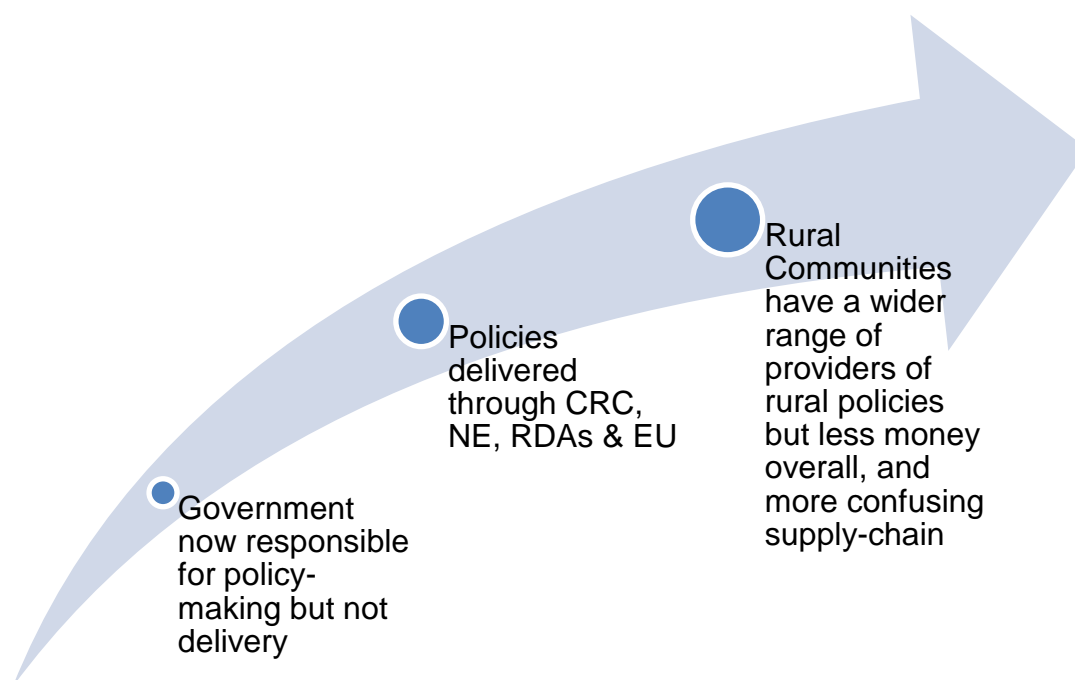 Government
now responsible
for policy-
making but not
delivery
Policies
delivered
through CRC,
NE, RDAs & EU
Rural
Communities
have a wider
range of
providers of
rural policies
but less money
overall, and
more confusing
supply-chain